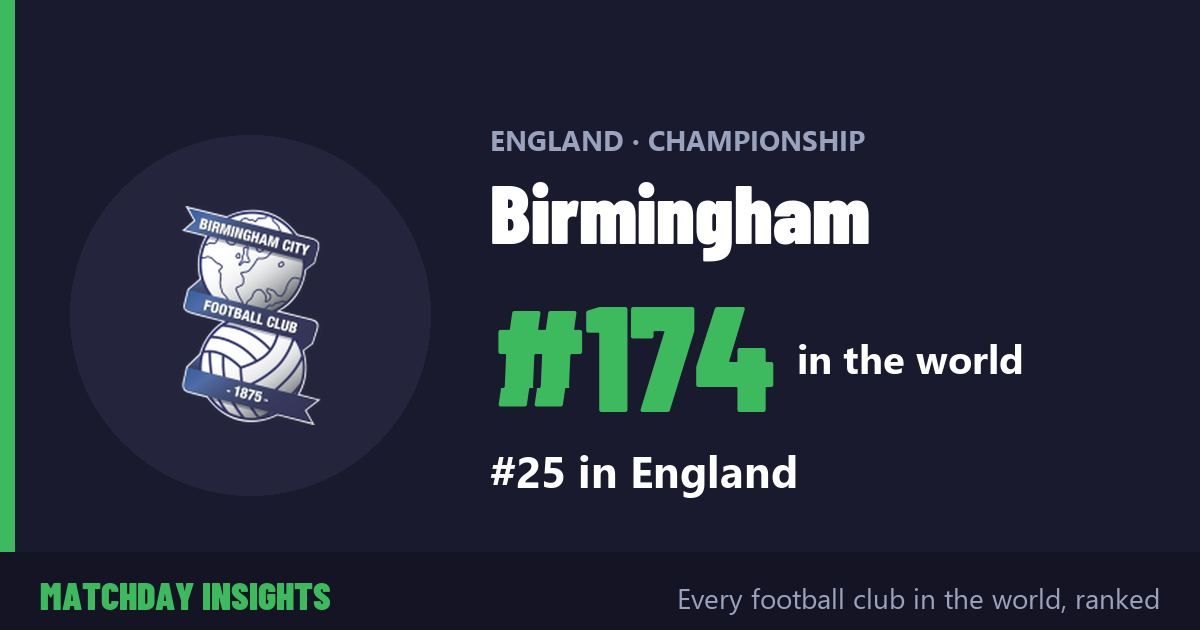 BIRMINGHAM CITY
FOOTBALL CLUB
- 1875 -
ENGLAND · CHAMPIONSHIP
Birmingham
#174 in the world
#25 in England
MATCHDAY INSIGHTS
Every football club in the world, ranked